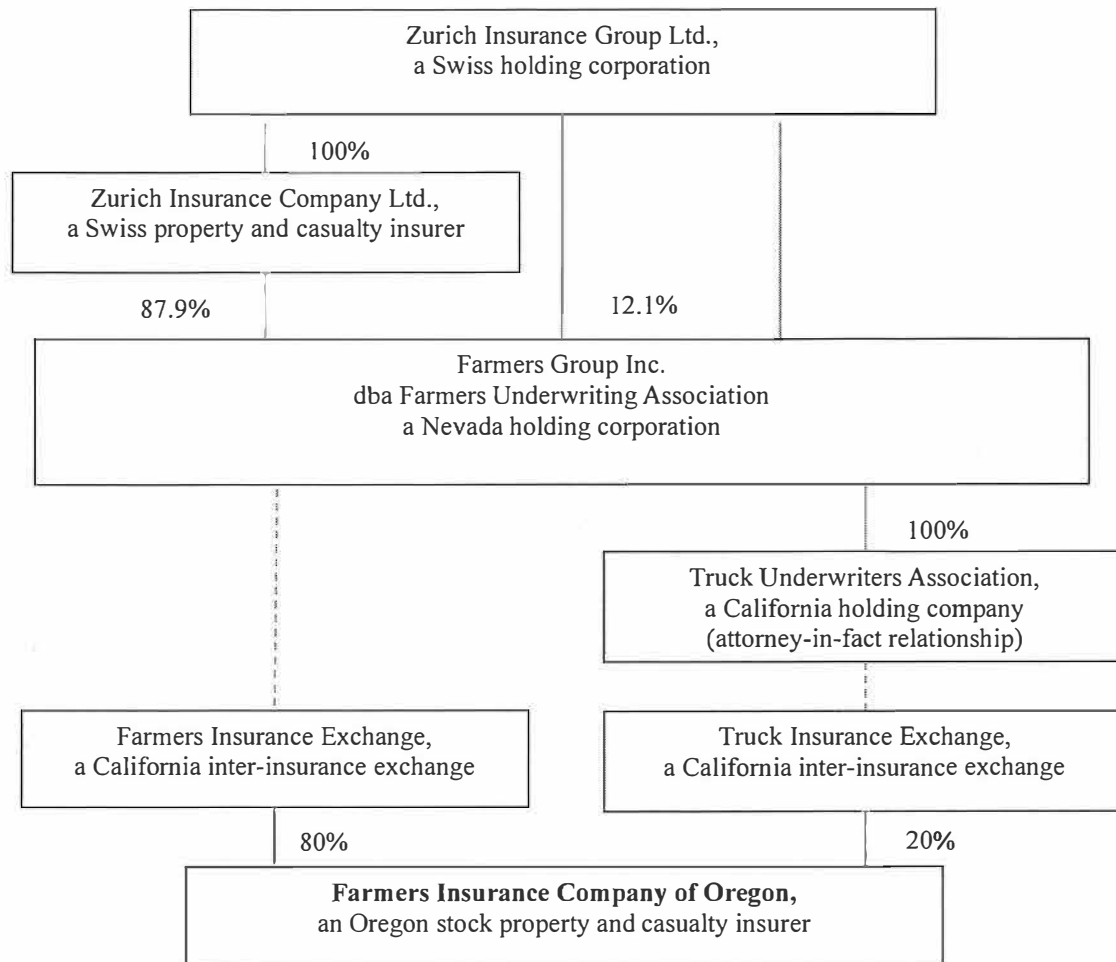 Zurich Insurance Group Ltd.,
a Swiss holding corporation
100%
Zurich Insurance Company Ltd.,
a Swiss property and casualty insurer
87.9%
12.1%
Farmers Group Inc.
dba Farmers Underwriting Association
a Nevada holding corporation
100%
Truck Underwriters Association,
a California holding company
(attorney-in-fact relationship)
Farmers Insurance Exchange,
a California inter-insurance exchange
Truck Insurance Exchange,
a California inter-insurance exchange
80%
20%
Farmers Insurance Company of Oregon,
an Oregon stock property and casualty insurer